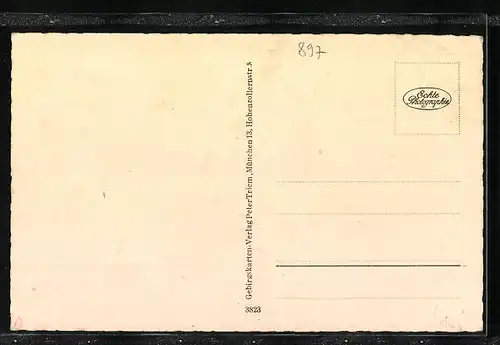 897
Echte
Photographie
Gebirgskarten-Verlag Peter Triem, München 13, Hohenzollernstr. 8
3823